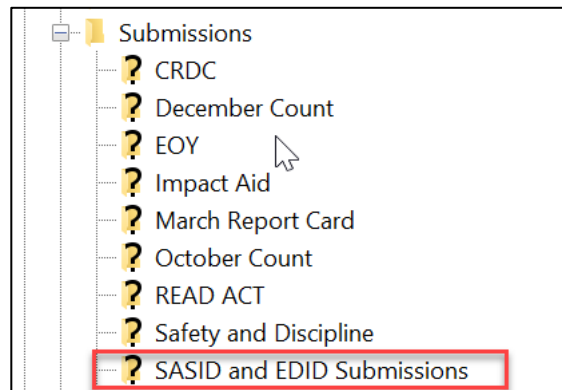 Submissions
CRDC
December Count
EOY
Impact Aid
March Report Card
October Count
READ ACT
Safety and Discipline
SASID and EDID Submissions